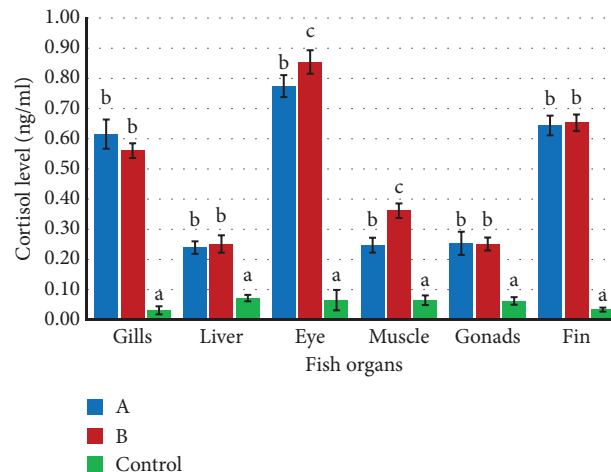 1.00
0.90
0.80
0.70
0.60
0.50
0.40
0.30
0.20
0.10
0.00
Cortisol level (ng/ml)
b b a
b b a
b c a
b c a
b b a
b b a
Gills Liver Eye Muscle Gonads Fin
Fish organs
A
B
Control